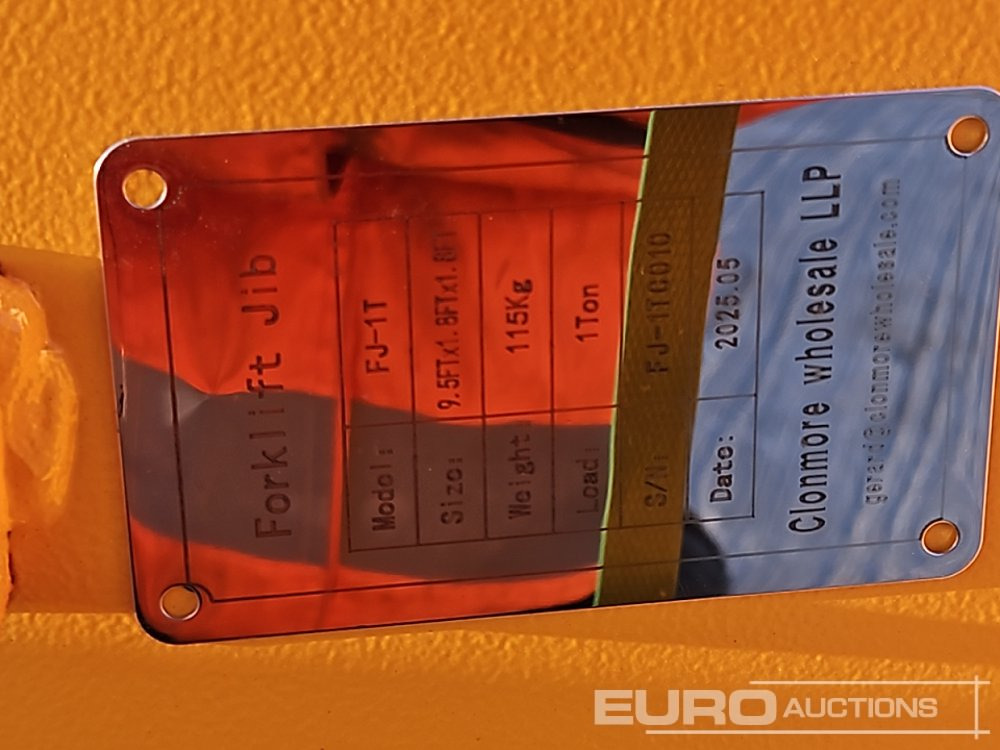 Forklift Jib
Model: FJ-1T
Size: 9.5FTx1.8FTx1.8FT
Weight: 115Kg
Load: 1Ton
S/N: FJ-1TC010
Date: 2025.05
Clonmore wholesale LLP
gerard@clonmorewholesale.com
EURO AUCTIONS